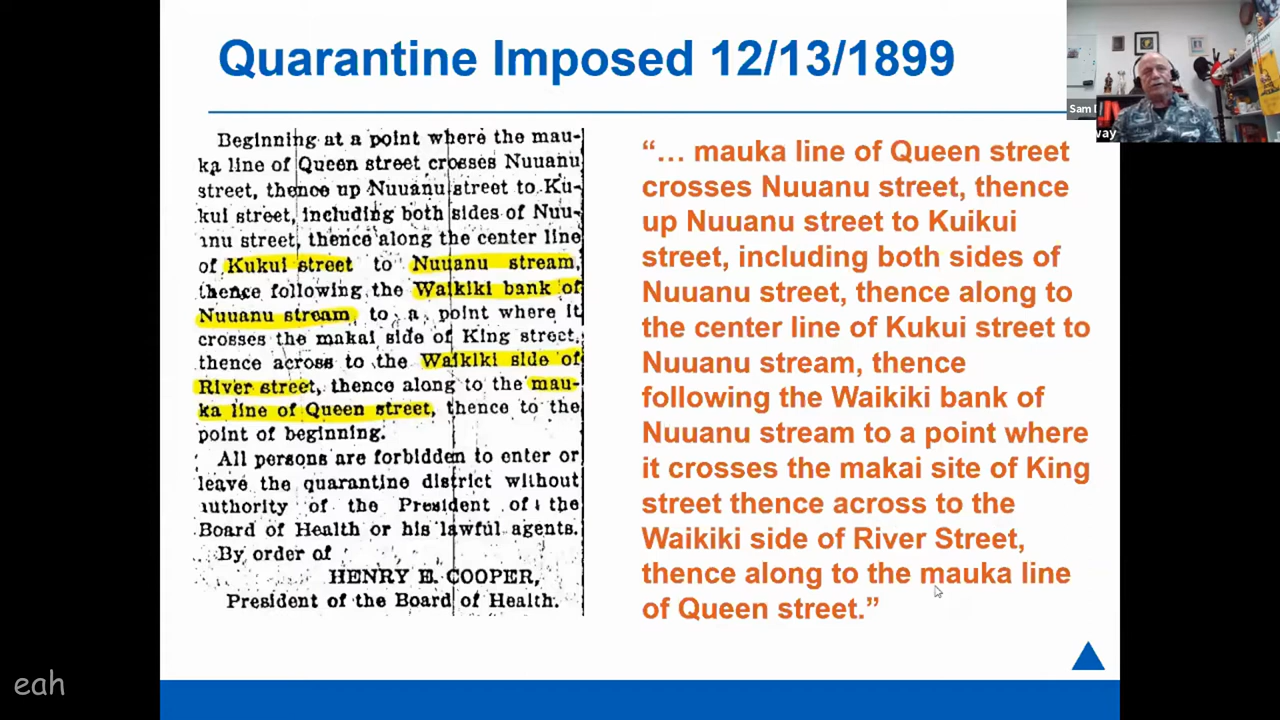 Quarantine Imposed 12/13/1899
Beginning at a point where the mau-
ka line of Queen street crosses Nuuanu
street, thence up Nuuanu street to Ku-
kui street, including both sides of Nuu-
anu street, thence along the center line
of Kukui street to Nuuanu stream,
thence following the Waikiki bank of
Nuuanu stream to a point where it
crosses the makai side of King street,
thence across to the Waikiki side of
River street, thence along to the mau-
ka line of Queen street, thence to the
point of beginning.
All persons are forbidden to enter or
leave the quarantine district without
authority of the President of the
Board of Health or his lawful agents.
By order of
HENRY E. COOPER,
President of the Board of Health.
“… mauka line of Queen street
crosses Nuuanu street, thence
up Nuuanu street to Kuikui
street, including both sides of
Nuuanu street, thence along to
the center line of Kukui street to
Nuuanu stream, thence
following the Waikiki bank of
Nuuanu stream to a point where
it crosses the makai site of King
street thence across to the
Waikiki side of River Street,
thence along to the mauka line
of Queen street.”
Sam
way
eah